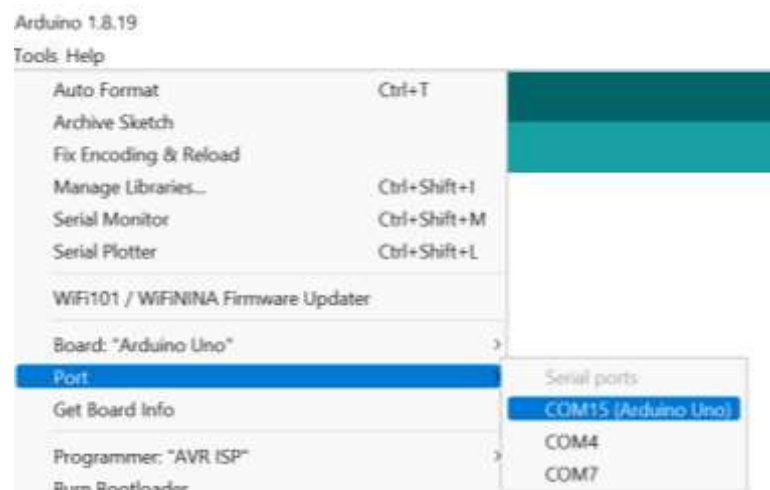 Arduino 1.8.19
Tools Help
Auto Format Ctrl+T
Archive Sketch
Fix Encoding & Reload
Manage Libraries... Ctrl+Shift+I
Serial Monitor Ctrl+Shift+M
Serial Plotter Ctrl+Shift+L
WiFi101 / WiFiNINA Firmware Updater
Board: "Arduino Uno"
Port
Serial ports
Get Board Info
COM15 (Arduino Uno)
COM4
Programmer: "AVR ISP"
COM7
Burn Bootloader